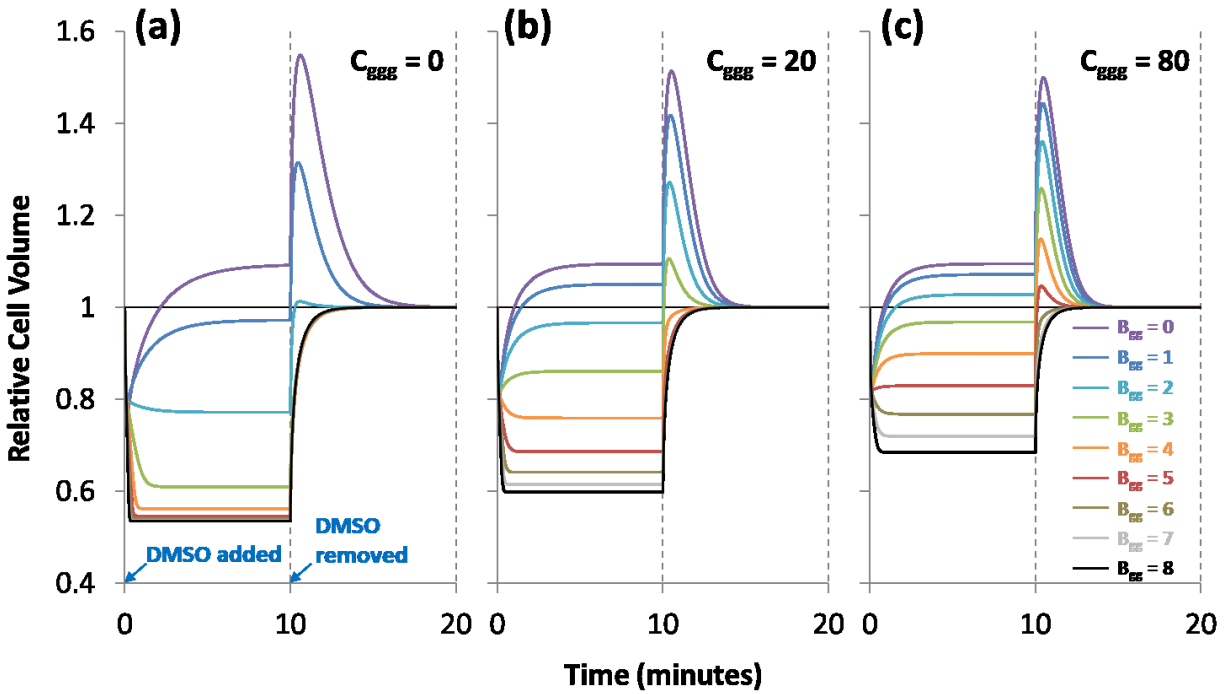 (a)
C_ggg = 0
(b)
C_ggg = 20
(c)
C_ggg = 80
Relative Cell Volume
1.6
1.4
1.2
1
0.8
0.6
0.4
DMSO added
DMSO
removed
B_gg = 0
B_gg = 1
B_gg = 2
B_gg = 3
B_gg = 4
B_gg = 5
B_gg = 6
B_gg = 7
B_gg = 8
0
10
20
0
10
20
0
10
20
Time (minutes)